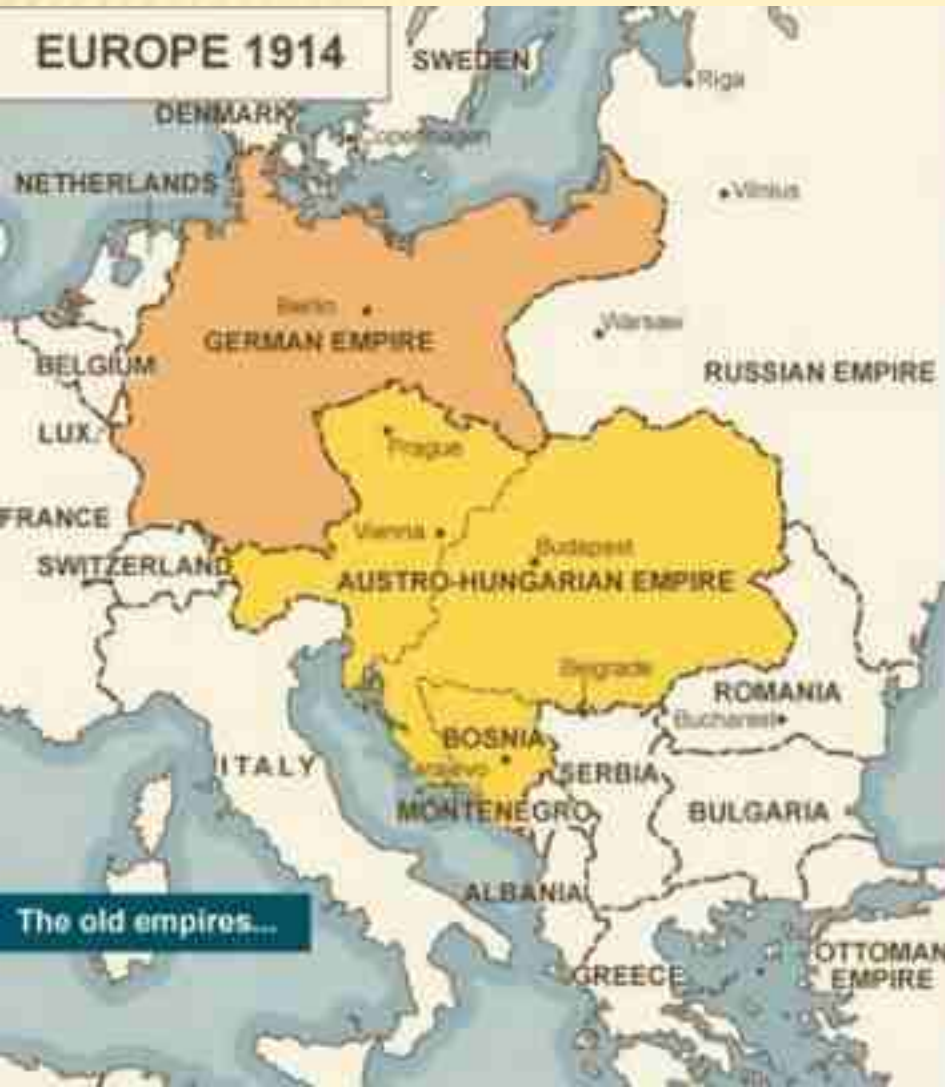 EUROPE 1914
SWEDEN
Riga
DENMARK
Copenhagen
NETHERLANDS
Vilnius
Berlin
Warsaw
GERMAN EMPIRE
BELGIUM
RUSSIAN EMPIRE
LUX.
Prague
FRANCE
Vienna
Budapest
SWITZERLAND
AUSTRO-HUNGARIAN EMPIRE
Belgrade
ROMANIA
Bucharest
BOSNIA
ITALY
Sarajevo
SERBIA
MONTENEGRO
BULGARIA
ALBANIA
The old empires...
OTTOMAN
EMPIRE
GREECE